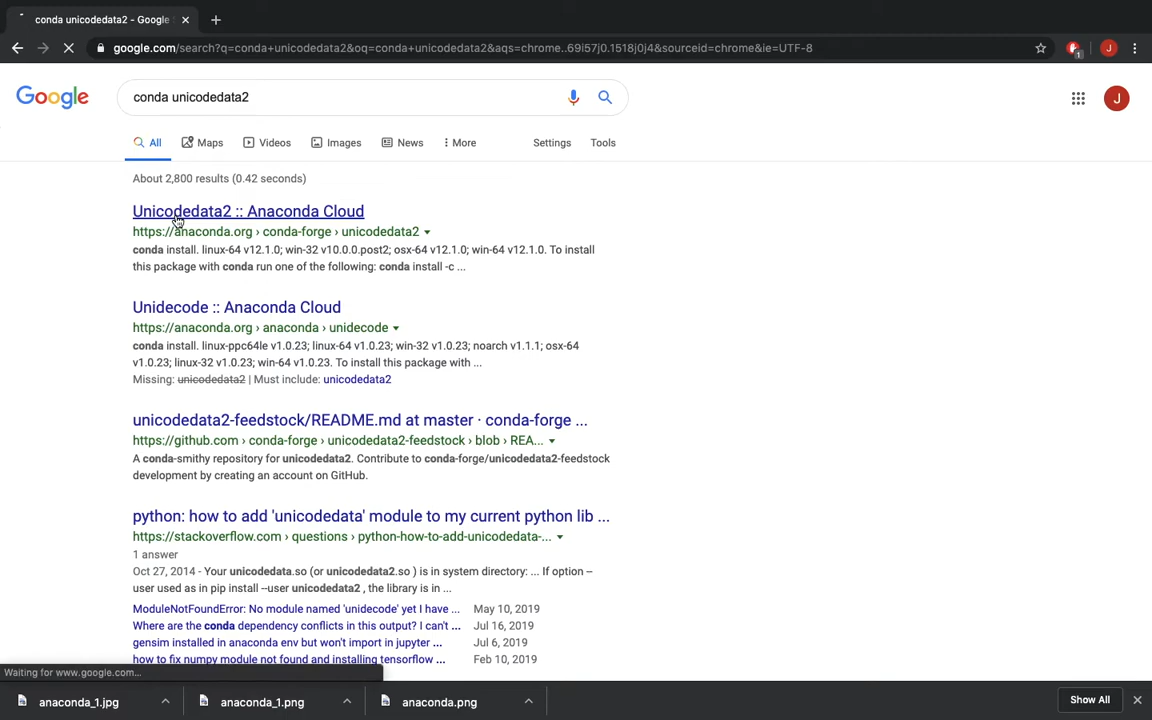 conda unicodedata2 - Google
google.com/search?q=conda+unicodedata2&oq=conda+unicodedata2&aqs=chrome..69i57j0.1518j0j4&sourceid=chrome&ie=UTF-8
1
J
Google
conda unicodedata2
J
All
Maps
Videos
Images
News
More
Settings
Tools
About 2,800 results (0.42 seconds)
Unicodedata2 :: Anaconda Cloud
https://anaconda.org › conda-forge › unicodedata2
conda install. linux-64 v12.1.0; win-32 v10.0.0.post2; osx-64 v12.1.0; win-64 v12.1.0. To install
this package with conda run one of the following: conda install -c ...
Unidecode :: Anaconda Cloud
https://anaconda.org › anaconda › unidecode
conda install. linux-ppc64le v1.0.23; linux-64 v1.0.23; win-32 v1.0.23; noarch v1.1.1; osx-64
v1.0.23; linux-32 v1.0.23; win-64 v1.0.23. To install this package with ...
Missing: unicodedata2 | Must include: unicodedata2
unicodedata2-feedstock/README.md at master · conda-forge ...
https://github.com › conda-forge › unicodedata2-feedstock › blob › REA...
A conda-smithy repository for unicodedata2. Contribute to conda-forge/unicodedata2-feedstock
development by creating an account on GitHub.
python: how to add 'unicodedata' module to my current python lib ...
https://stackoverflow.com › questions › python-how-to-add-unicodedata-...
1 answer
Oct 27, 2014 - Your unicodedata.so (or unicodedata2.so ) is in system directory: ... If option --
user used as in pip install --user unicodedata2 , the library is in ...
ModuleNotFoundError: No module named 'unidecode' yet I have ... May 10, 2019
Where are the conda dependency conflicts in this output? I can't ... Jul 16, 2019
gensim installed in anaconda env but won't import in jupyter ... Jul 6, 2019
how to fix numpy module not found and installing tensorflow ... Feb 10, 2019
Waiting for www.google.com...
anaconda_1.jpg
anaconda_1.png
anaconda.png
Show All